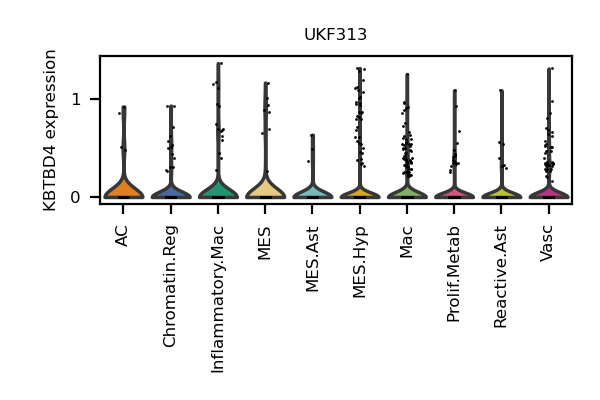 UKF313
KBTBD4 expression
1
0
AC
Chromatin.Reg
Inflammatory.Mac
MES
MES.Ast
MES.Hyp
Mac
Prolif.Metab
Reactive.Ast
Vasc